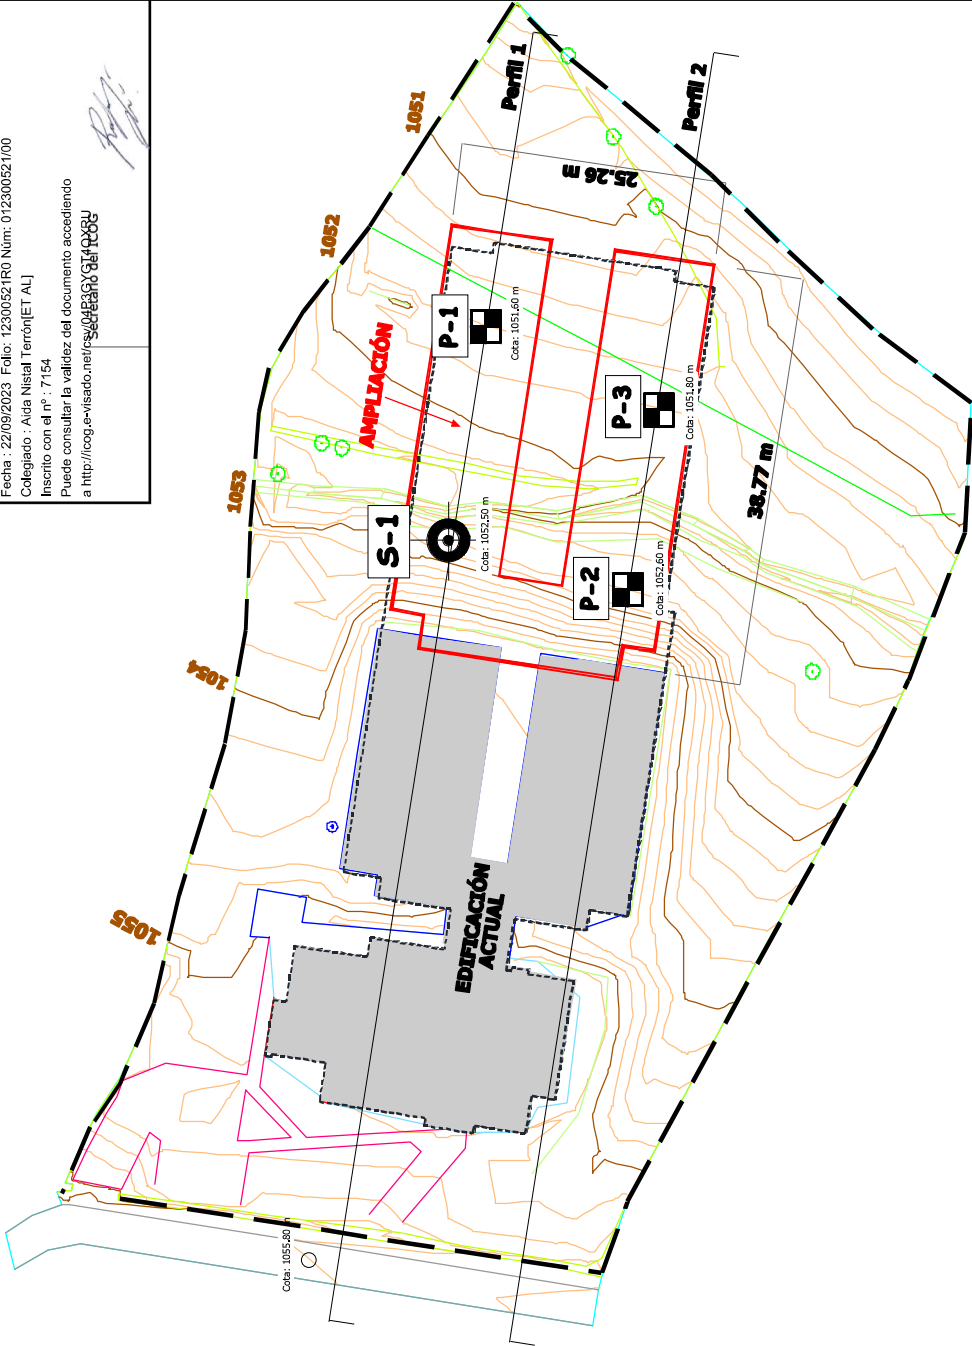 Fecha : 22/09/2023 Folio: 12300521R0 Núm: 012300521/00
Colegiado : Aida Nistal Terrón[ET AL]
Inscrito con el nº : 7154
Puede consultar la validez del documento accediendo
a http://icog.e-visado.net/csv/04P3GYGT4OXRU
Secretario del ICOG
1051
1052
1053
1054
1055
Perfil 1
Perfil 2
25.26 m
38.77 m
AMPLIACIÓN
P-1
Cota: 1051.60 m
P-3
Cota: 1051.80 m
S-1
Cota: 1052.50 m
P-2
Cota: 1052.60 m
EDIFICACIÓN
ACTUAL
Cota: 1055.80 m